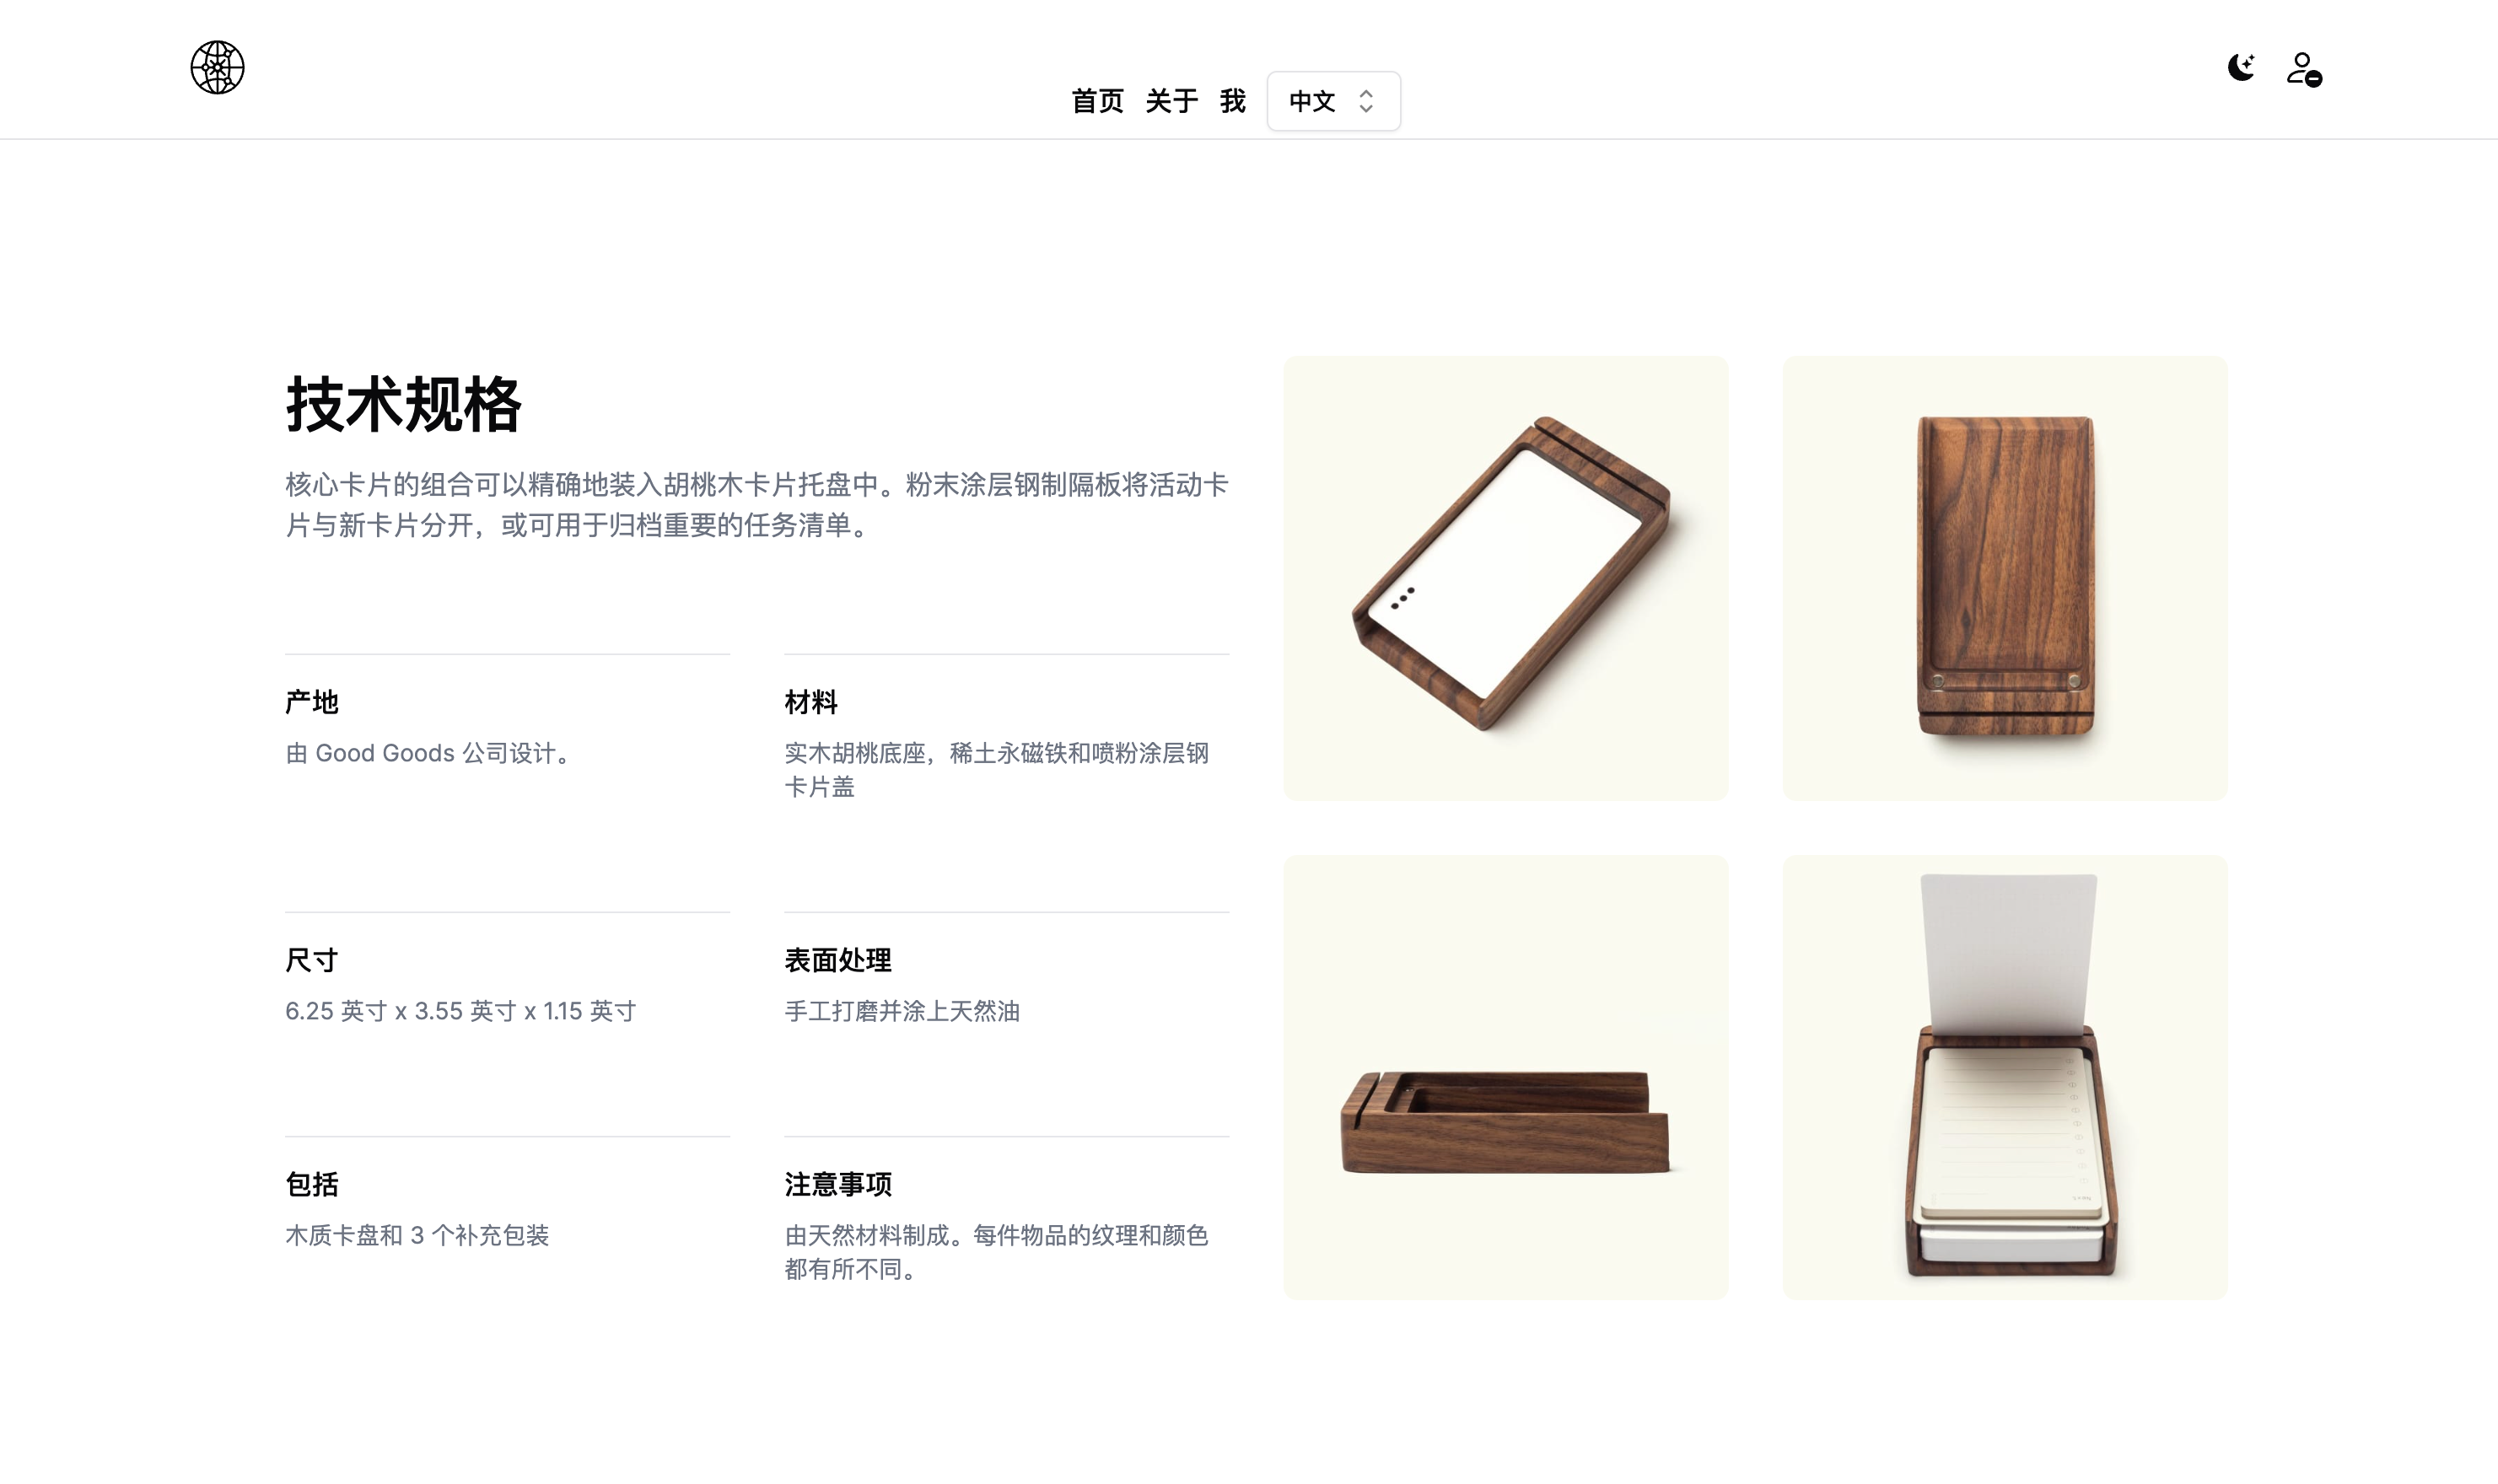 首页 关于 我 中文
技术规格
核心卡片的组合可以精确地装入胡桃木卡片托盘中。粉末涂层钢制隔板将活动卡
片与新卡片分开，或可用于归档重要的任务清单。
产地
由 Good Goods 公司设计。
材料
实木胡桃底座，稀土永磁铁和喷粉涂层钢
卡片盖
尺寸
6.25 英寸 x 3.55 英寸 x 1.15 英寸
表面处理
手工打磨并涂上天然油
包括
木质卡盘和 3 个补充包装
注意事项
由天然材料制成。每件物品的纹理和颜色
都有所不同。